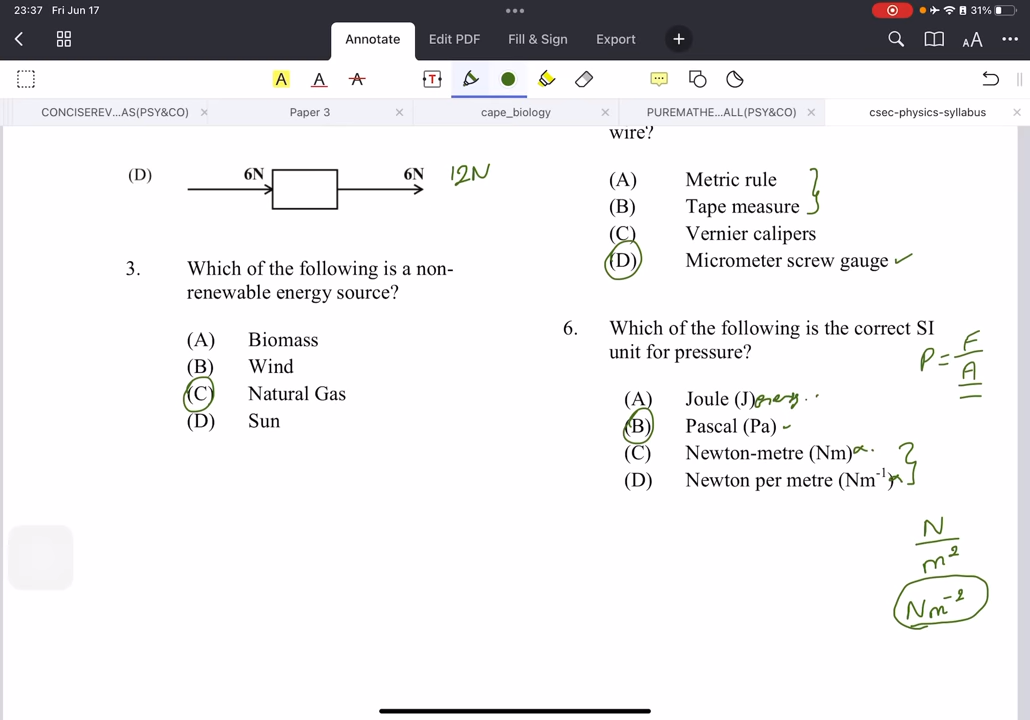 23:37 Fri Jun 17
31%
Annotate
Edit PDF
Fill & Sign
Export
AA
A A A T
CONCISEREV...AS(PSY&CO)
Paper 3
cape_biology
PUREMATHE...ALL(PSY&CO)
csec-physics-syllabus
(D)
6N
6N
12N
3. Which of the following is a non-
renewable energy source?
(A) Biomass
(B) Wind
(C) Natural Gas
(D) Sun
wire?
(A) Metric rule
(B) Tape measure
(C) Vernier calipers
(D) Micrometer screw gauge
6. Which of the following is the correct SI
unit for pressure?
P = F/A
(A) Joule (J) energy
(B) Pascal (Pa)
(C) Newton-metre (Nm)
(D) Newton per metre (Nm⁻¹)
N
m²
Nm⁻²